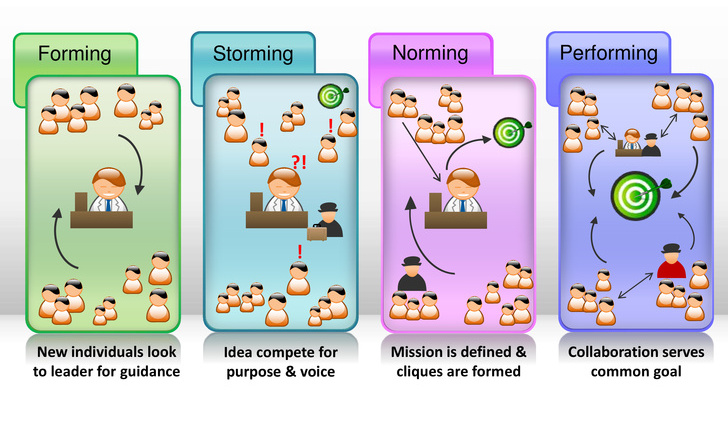 Forming
Storming
Norming
Performing
!
!
?!
!
New individuals look
to leader for guidance
Idea compete for
purpose & voice
Mission is defined &
cliques are formed
Collaboration serves
common goal